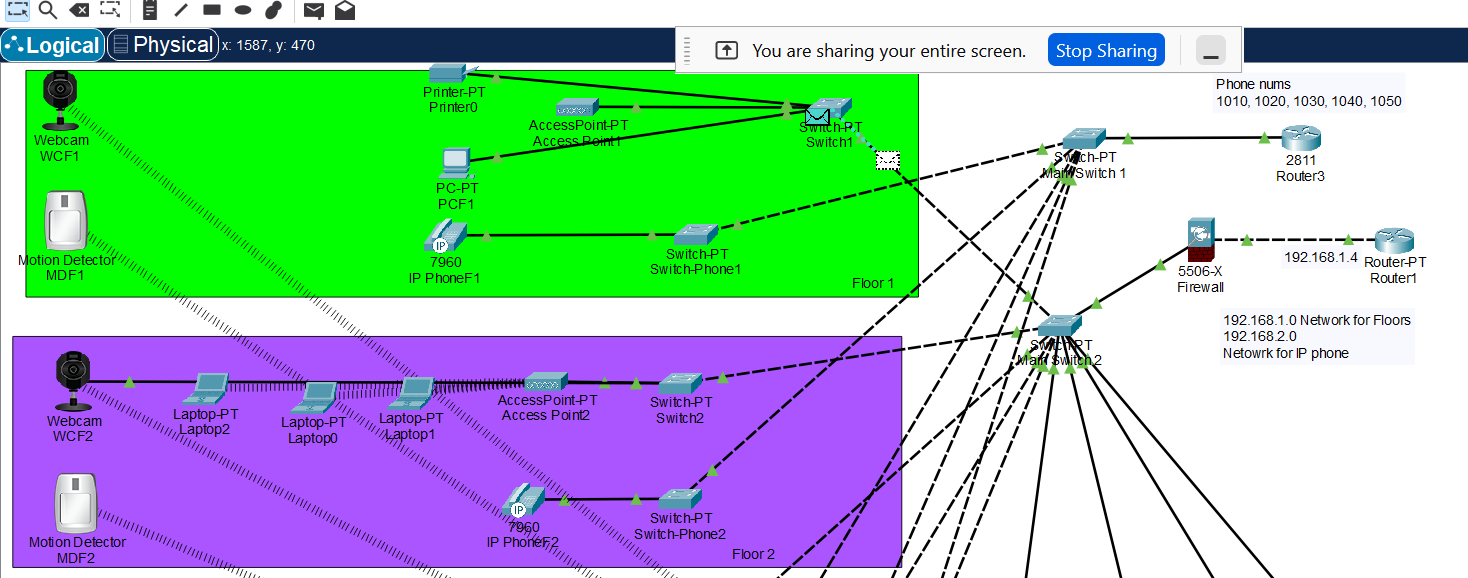 Logical
Physical
x: 1587, y: 470
You are sharing your entire screen.
Stop Sharing
Webcam
WCF1
Printer-PT
Printer0
AccessPoint-PT
Access Point1
Switch-PT
Switch1
PC-PT
PCF1
Motion Detector
MDF1
IP
7960
IP PhoneF1
Switch-PT
Switch-Phone1
Floor 1
Phone nums
1010, 1020, 1030, 1040, 1050
Switch-PT
Main Switch 1
2811
Router3
5506-X
Firewall
192.168.1.4
Router-PT
Router1
192.168.1.0 Network for Floors
192.168.2.0
Netowrk for IP phone
Switch-PT
Main Switch 2
Webcam
WCF2
Laptop-PT
Laptop2
Laptop-PT
Laptop0
Laptop-PT
Laptop1
AccessPoint-PT
Access Point2
Switch-PT
Switch2
Motion Detector
MDF2
IP
7960
IP PhoneF2
Switch-PT
Switch-Phone2
Floor 2